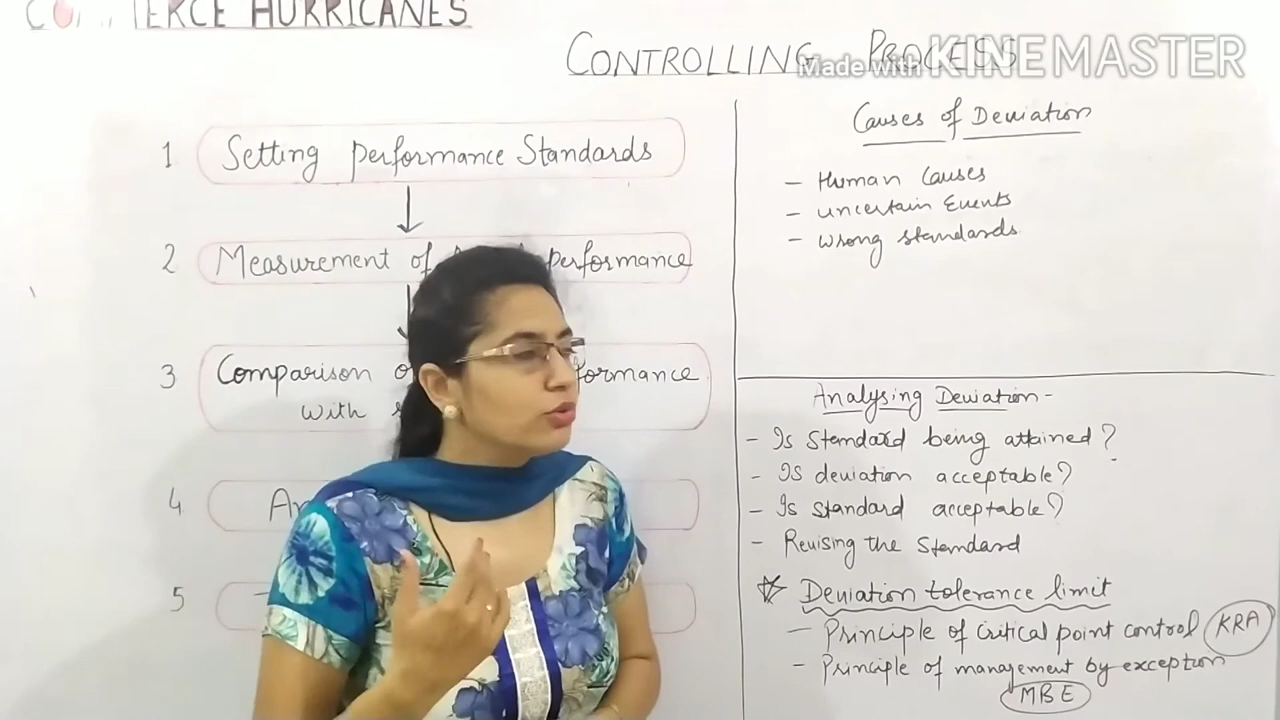 HURRICANES
CONTROLLING PROCESS
Made with KINEMASTER
1 Setting performance Standards
2 Measurement of performance
3 Comparison
with
4
5
Causes of Deviation
- Human Causes
- Uncertain Events
- Wrong standards
Analysing Deviation -
- Is Standard being attained?
- Is deviation acceptable?
- Is standard acceptable?
- Revising the Standard
Deviation tolerance limit
- Principle of critical point control KRA
- Principle of management by exception
MBE